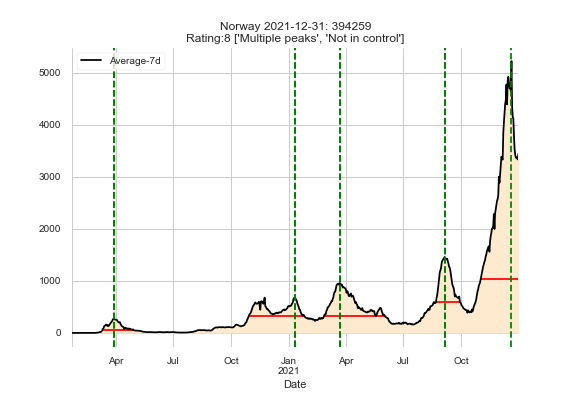 Norway 2021-12-31: 394259
Rating:8 ['Multiple peaks', 'Not in control']
Average-7d
5000
4000
3000
2000
1000
0
Apr Jul Oct Jan Apr Jul Oct
2021
Date